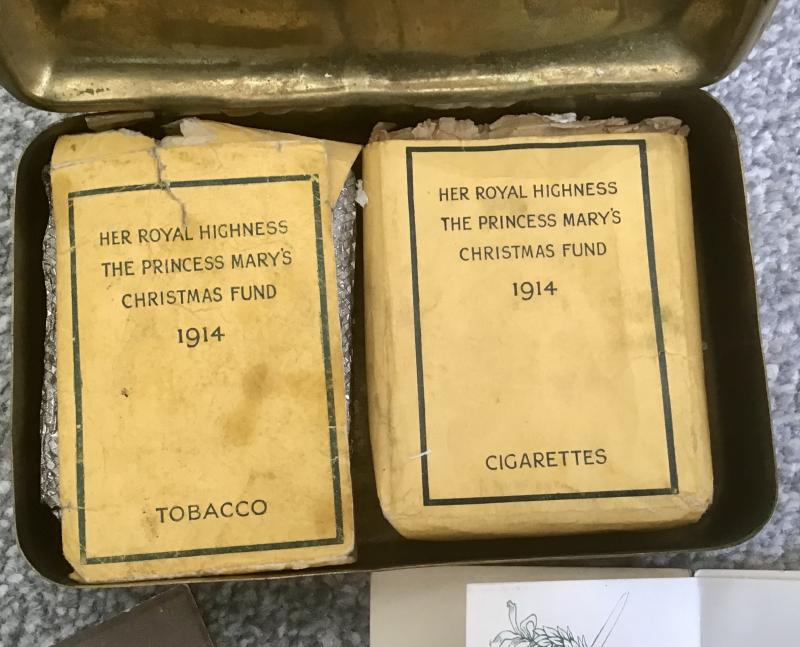 HER ROYAL HIGHNESS
THE PRINCESS MARY'S
CHRISTMAS FUND
1914
TOBACCO
HER ROYAL HIGHNESS
THE PRINCESS MARY'S
CHRISTMAS FUND
1914
CIGARETTES